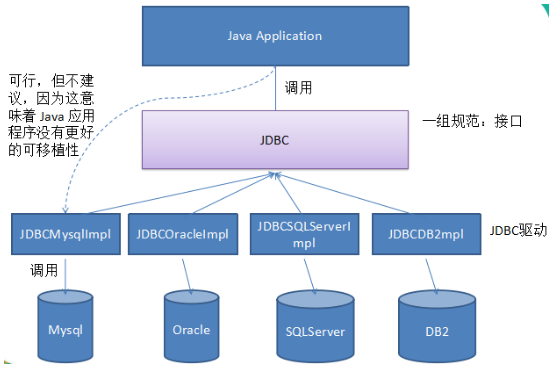 Java Application
可行，但不建
议，因为这意
味着 Java 应用
程序没有更好
的可移植性
调用
JDBC
一组规范：接口
JDBCMysqlImpl
JDBCOracleImpl
JDBCSQLServerI
mpl
JDBCDB2mpl
JDBC驱动
调用
Mysql
Oracle
SQLServer
DB2